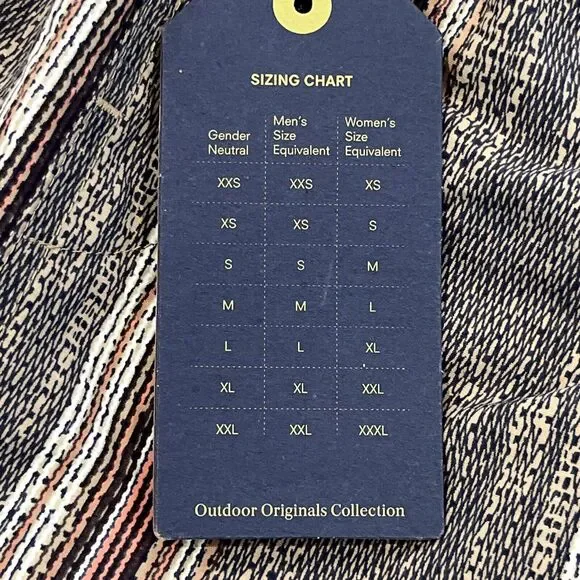 SIZING CHART
Gender Neutral Men's Size Equivalent Women's Size Equivalent
XXS XXS XS
XS XS S
S S M
M M L
L L XL
XL XL XXL
XXL XXL XXXL
Outdoor Originals Collection